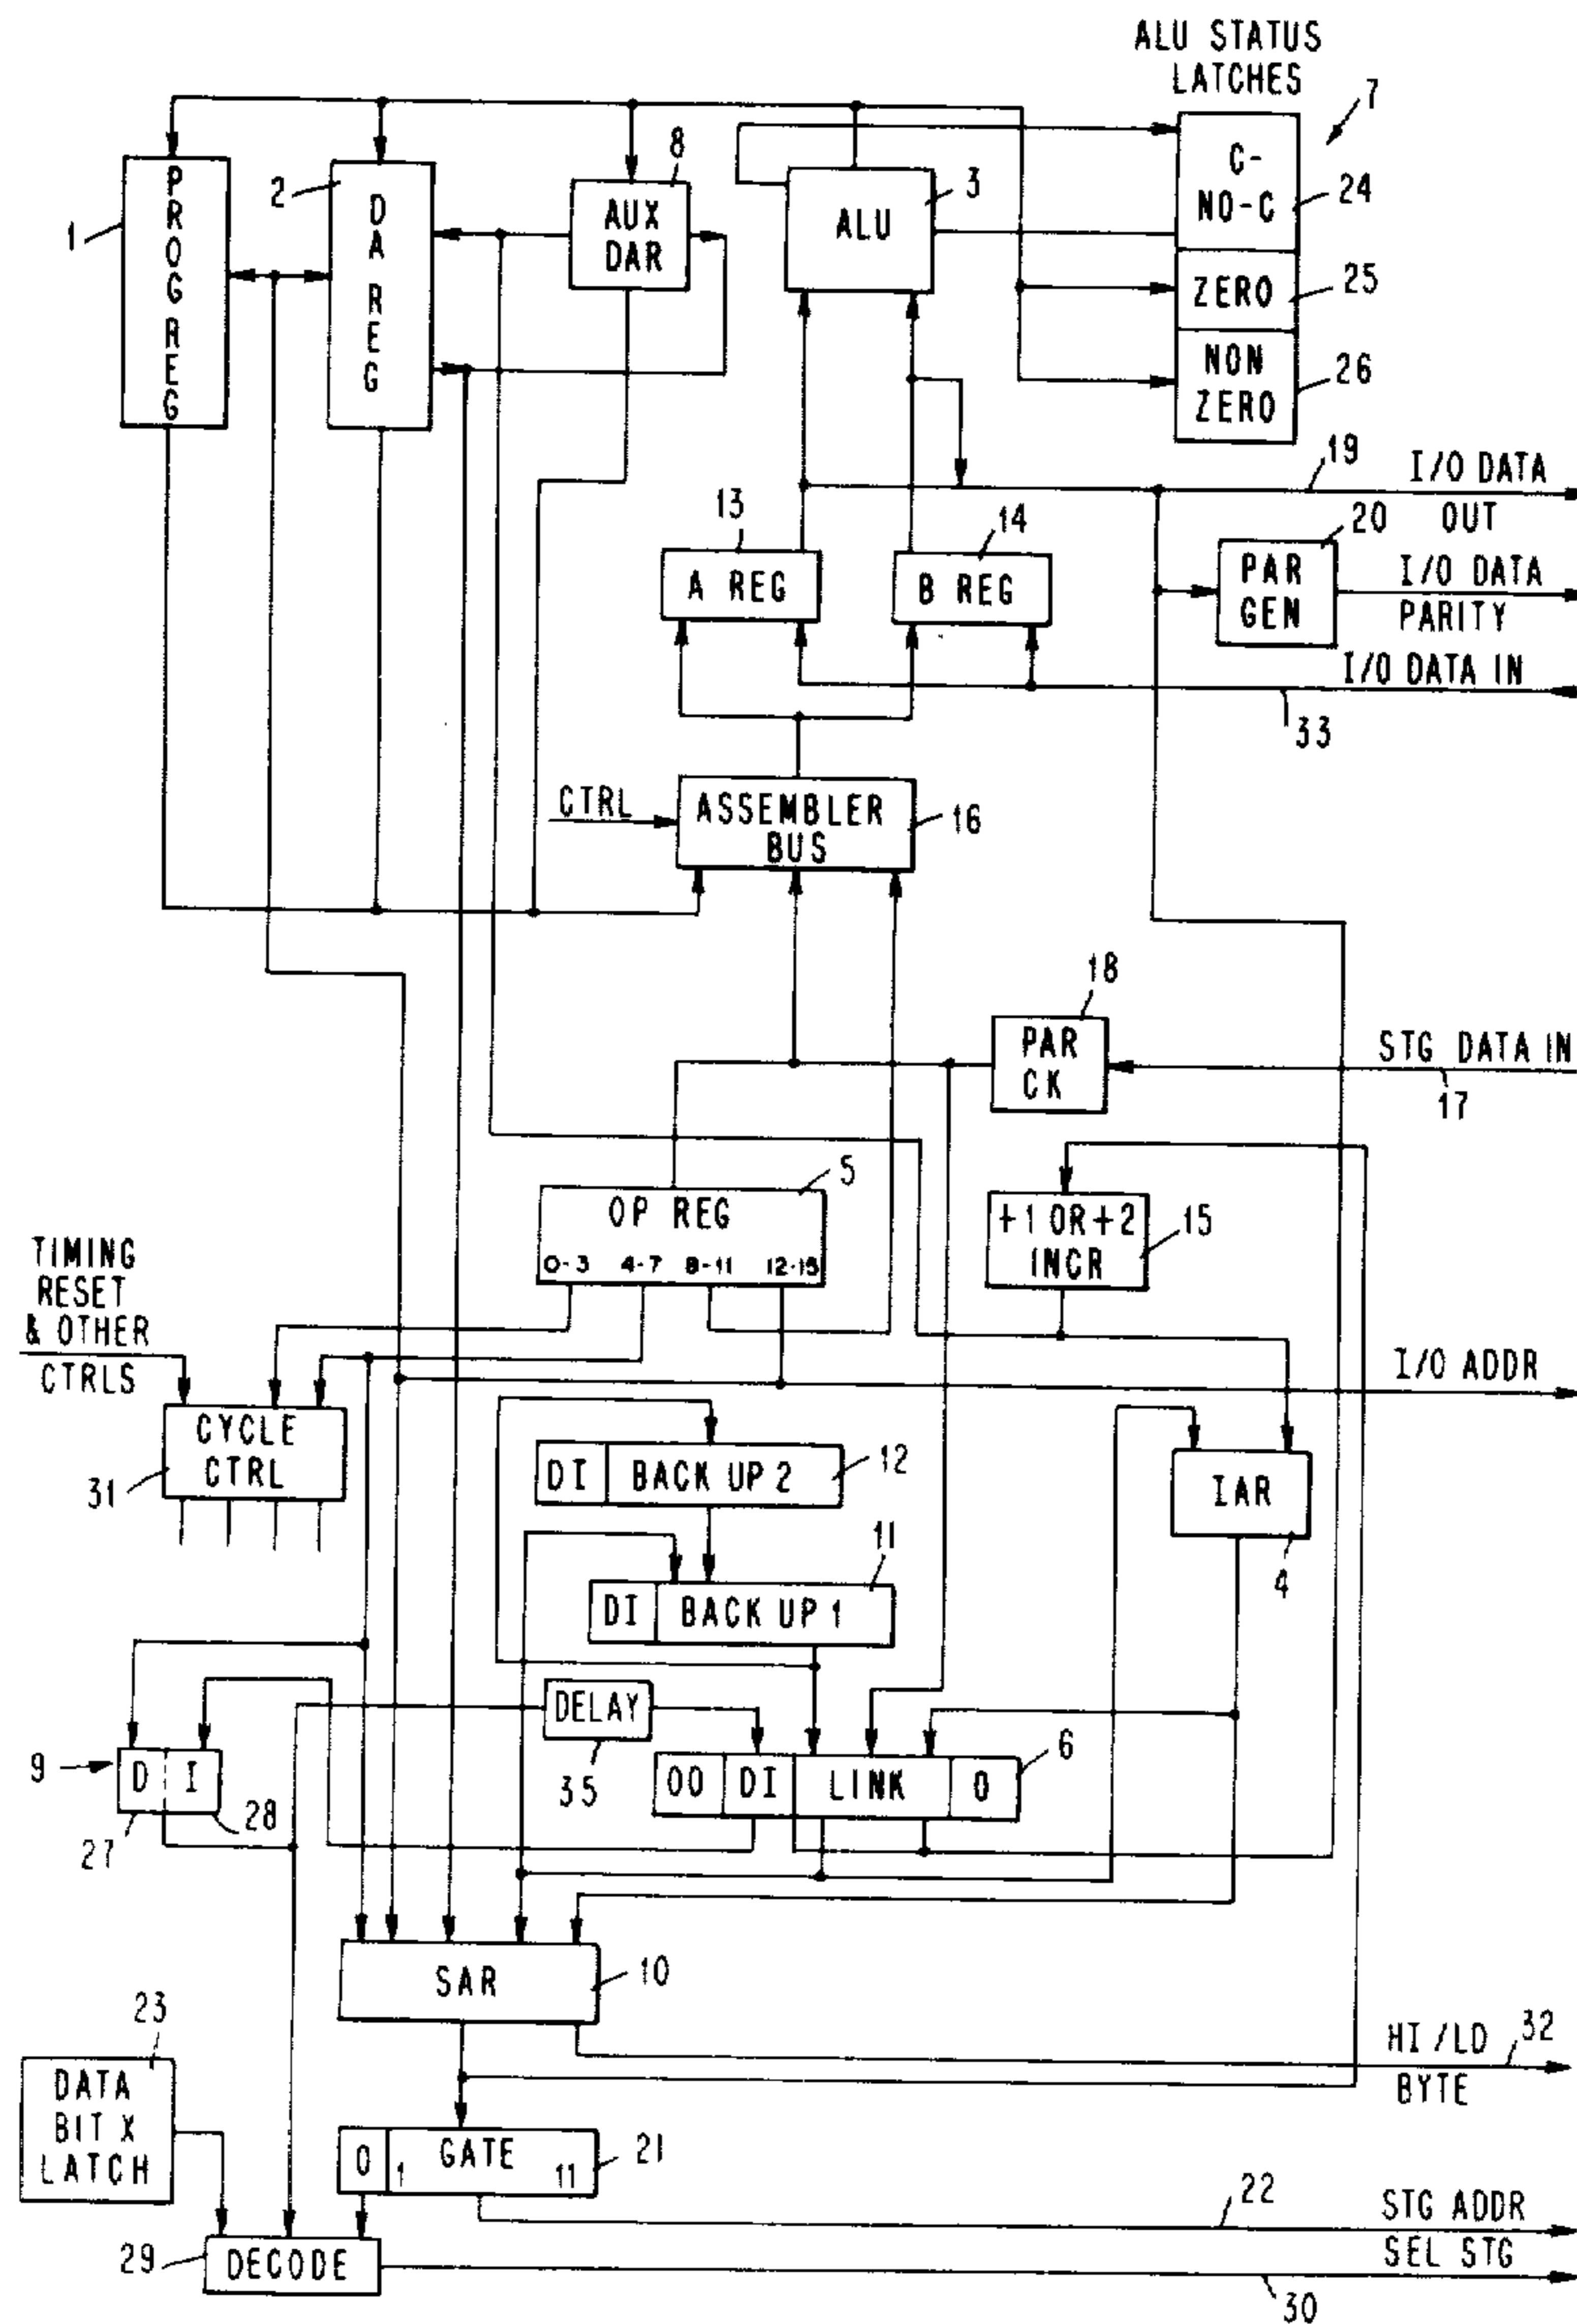 ALU STATUS
LATCHES
7
8
1
PROG REG
2
DA REG
AUX
DAR
3
ALU
C-
NO-C
24
ZERO
25
NON
ZERO
26
19
I/O DATA
OUT
20
13
A REG
14
B REG
PAR
GEN
I/O DATA
PARITY
I/O DATA IN
33
CTRL
ASSEMBLER
BUS
16
18
PAR
CK
STG DATA IN
17
5
OP REG
0-3 4-7 8-11 12-15
+1 OR +2
INCR
15
TIMING
RESET
& OTHER
CTRLS
I/O ADDR
CYCLE
CTRL
31
DI BACK UP 2
12
IAR
4
11
DI BACK UP 1
DELAY
35
9
D I
27
28
00 DI LINK 0
6
SAR
10
23
DATA
BIT X
LATCH
HI/LO
BYTE
32
0 1 GATE 11
21
22
STG ADDR
29
DECODE
SEL STG
30